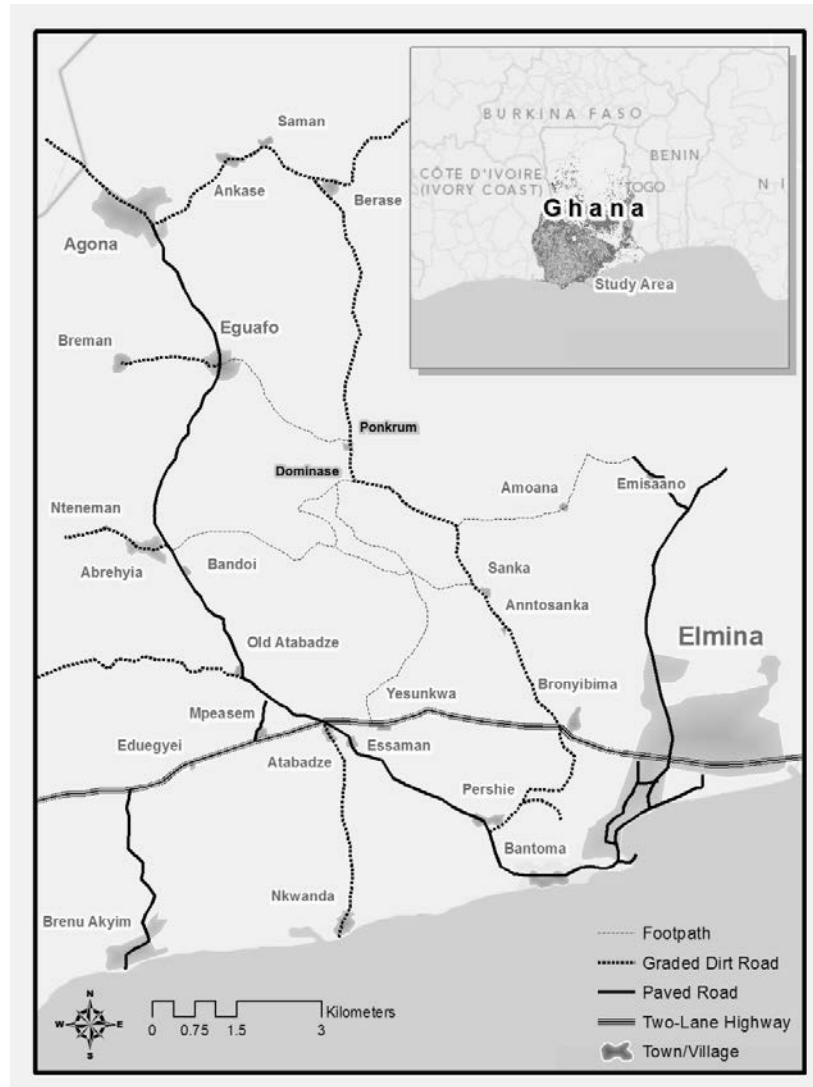 Saman
Ankase
Berase
Agona
Eguafo
Breman
Ponkrum
Dominase
Amoana
Emisaano
Nteneman
Abrehyia
Bandoi
Sanka
Anntosanka
Elmina
Old Atabadze
Yesunkwa
Bronyibima
Mpeasem
Eduegyei
Atabadze
Essaman
Pershie
Bantoma
Nkwanda
Brenu Akyim
BURKINA FASO
BENIN
CÔTE D'IVOIRE
(IVORY COAST)
TOGO
N I
Ghana
Study Area
Footpath
Graded Dirt Road
Paved Road
Two-Lane Highway
Town/Village
N
W
E
S
Kilometers
0 0.75 1.5 3